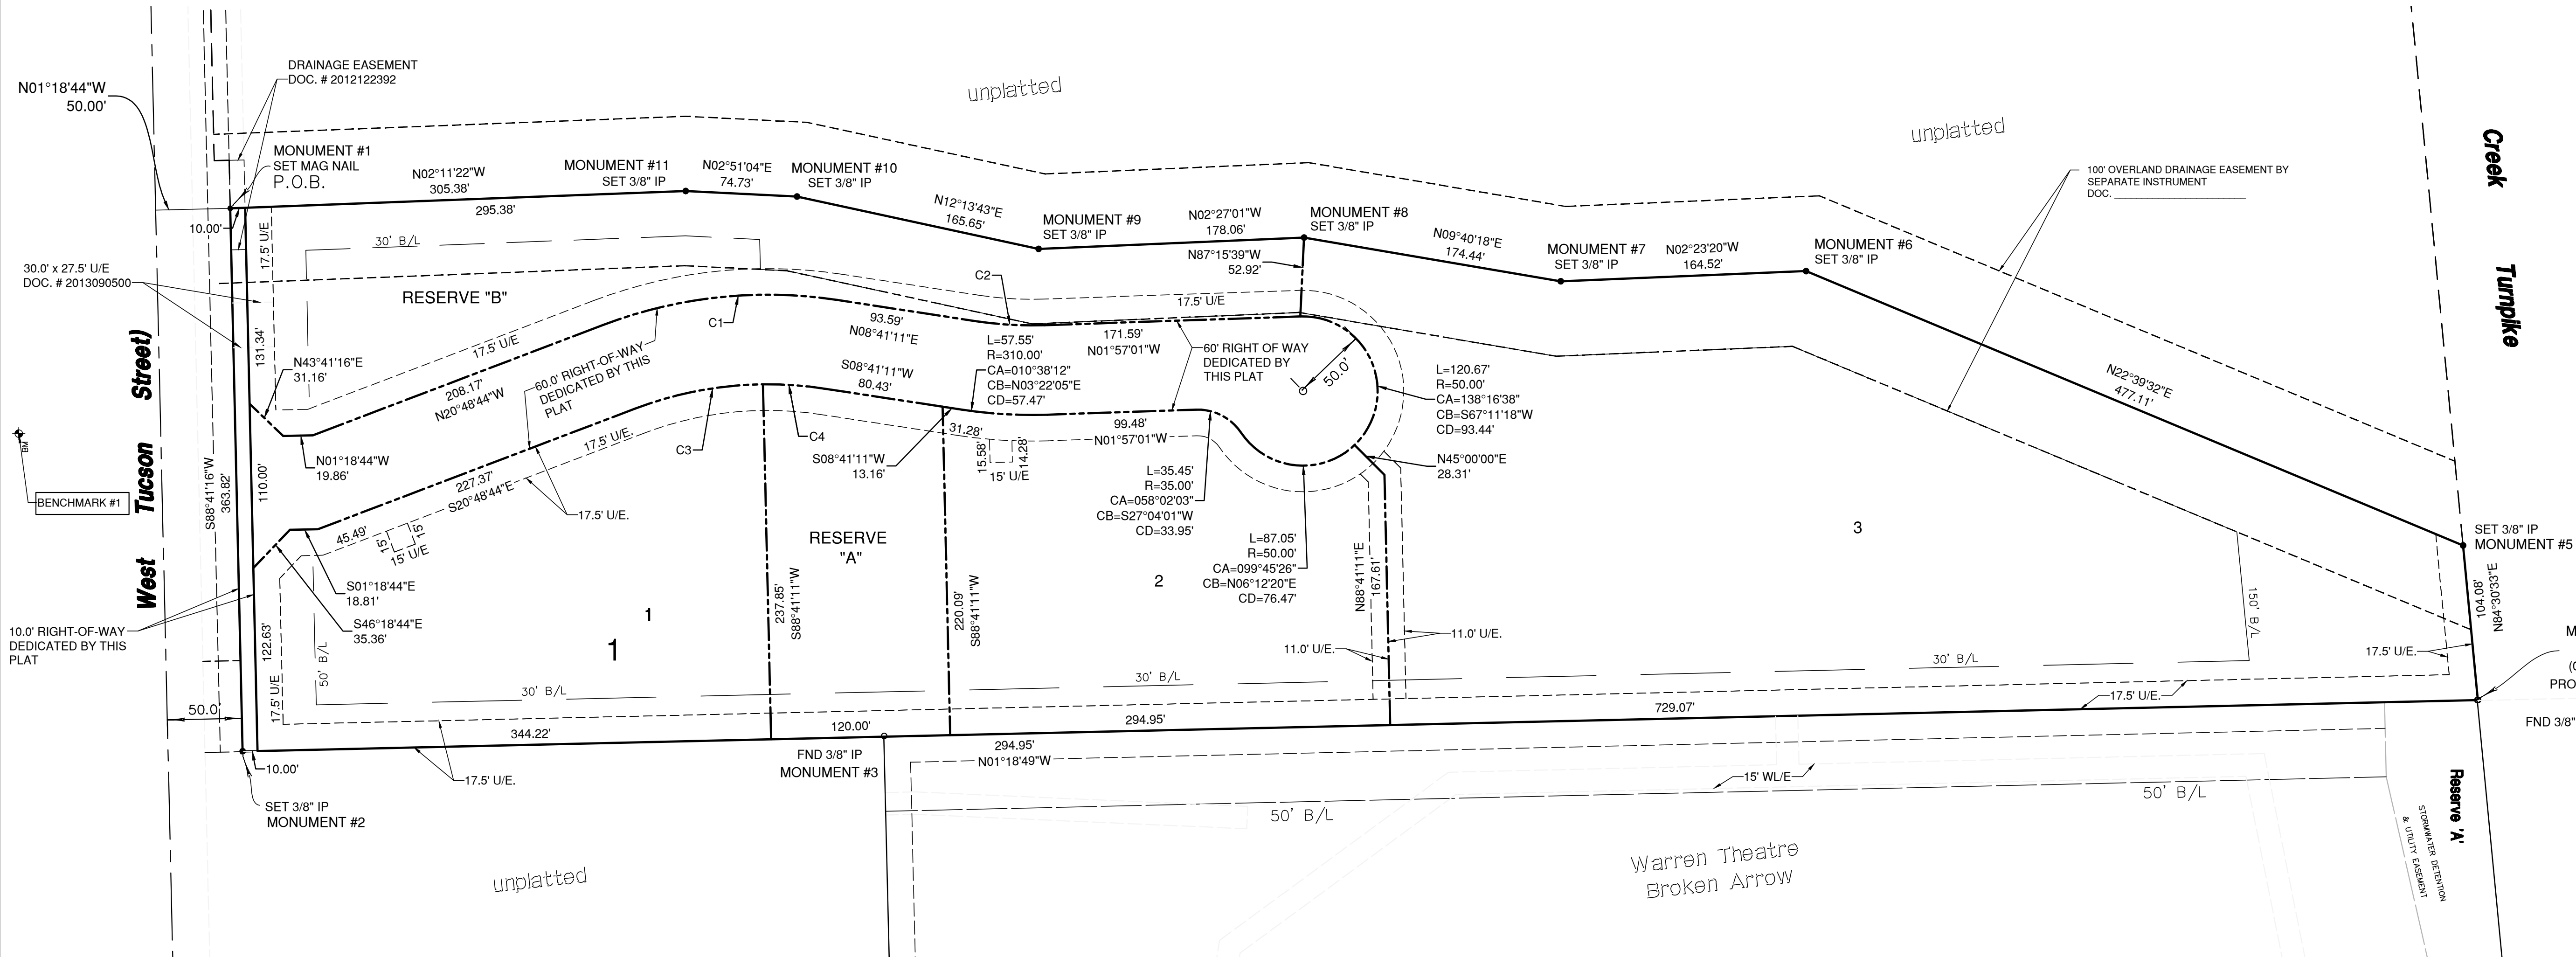 N01°18'44"W
50.00'
DRAINAGE EASEMENT
DOC. # 2012122392
MONUMENT #1
SET MAG NAIL
P.O.B.
N02°11'22"W
305.38'
295.38'
10.00'
MONUMENT #11
SET 3/8" IP
N02°51'04"E
74.73'
MONUMENT #10
SET 3/8" IP
N12°13'43"E
165.65'
MONUMENT #9
SET 3/8" IP
N02°27'01"W
178.06'
MONUMENT #8
SET 3/8" IP
N87°15'39"W
52.92'
N09°40'18"E
174.44'
MONUMENT #7
SET 3/8" IP
N02°23'20"W
164.52'
MONUMENT #6
SET 3/8" IP
N22°39'32"E
477.11'
SET 3/8" IP
MONUMENT #5
unplatted
unplatted
100' OVERLAND DRAINAGE EASEMENT BY
SEPARATE INSTRUMENT
DOC.
Creek
Turnpike
30.0' x 27.5' U/E
DOC. # 2013090500
17.5' U/E
30' B/L
RESERVE "B"
131.34'
N43°41'16"E
31.16'
N01°18'44"W
19.86'
208.17'
N20°48'44"W
17.5' U/E
60.0' RIGHT-OF-WAY
DEDICATED BY THIS
PLAT
C1
C2
93.59'
N08°41'11"E
17.5' U/E
171.59'
N01°57'01"W
60' RIGHT OF WAY
DEDICATED BY
THIS PLAT
L=57.55'
R=310.00'
CA=010°38'12"
CB=N03°22'05"E
CD=57.47'
S08°41'11"W
80.43'
50.0'
L=120.67'
R=50.00'
CA=138°16'38"
CB=S67°11'18"W
CD=93.44'
N45°00'00"E
28.31'
99.48'
N01°57'01"W
31.28'
15.58'
14.28'
15' U/E
S08°41'11"W
13.16'
C3
C4
L=35.45'
R=35.00'
CA=058°02'03"
CB=S27°04'01"W
CD=33.95'
L=87.05'
R=50.00'
CA=099°45'26"
CB=N06°12'20"E
CD=76.47'
BM
BENCHMARK #1
West Tucson Street)
S88°41'16"W
363.82'
110.00'
227.37'
S20°48'44"E
17.5' U/E.
17.5' U/E.
45.49'
15'
15'
15' U/E
S01°18'44"E
18.81'
S46°18'44"E
35.36'
10.0' RIGHT-OF-WAY
DEDICATED BY THIS
PLAT
122.63'
17.5' U/E
50' B/L
1
1
RESERVE
"A"
237.85'
S88°41'11"W
220.09'
S88°41'11"W
2
N88°41'11"E
167.61'
11.0' U/E.
11.0' U/E.
3
150' B/L
104.08'
N84°30'33"E
17.5' U/E.
30' B/L
30' B/L
30' B/L
50.0'
344.22'
120.00'
294.95'
729.07'
17.5' U/E.
10.00'
17.5' U/E.
SET 3/8" IP
MONUMENT #2
FND 3/8" IP
MONUMENT #3
294.95'
N01°18'49"W
15' WL/E
50' B/L
50' B/L
M
(C
PRO
FND 3/8"
unplatted
Warren Theatre
Broken Arrow
Reserve 'A'
STORMWATER DETENTION
& UTILITY EASEMENT